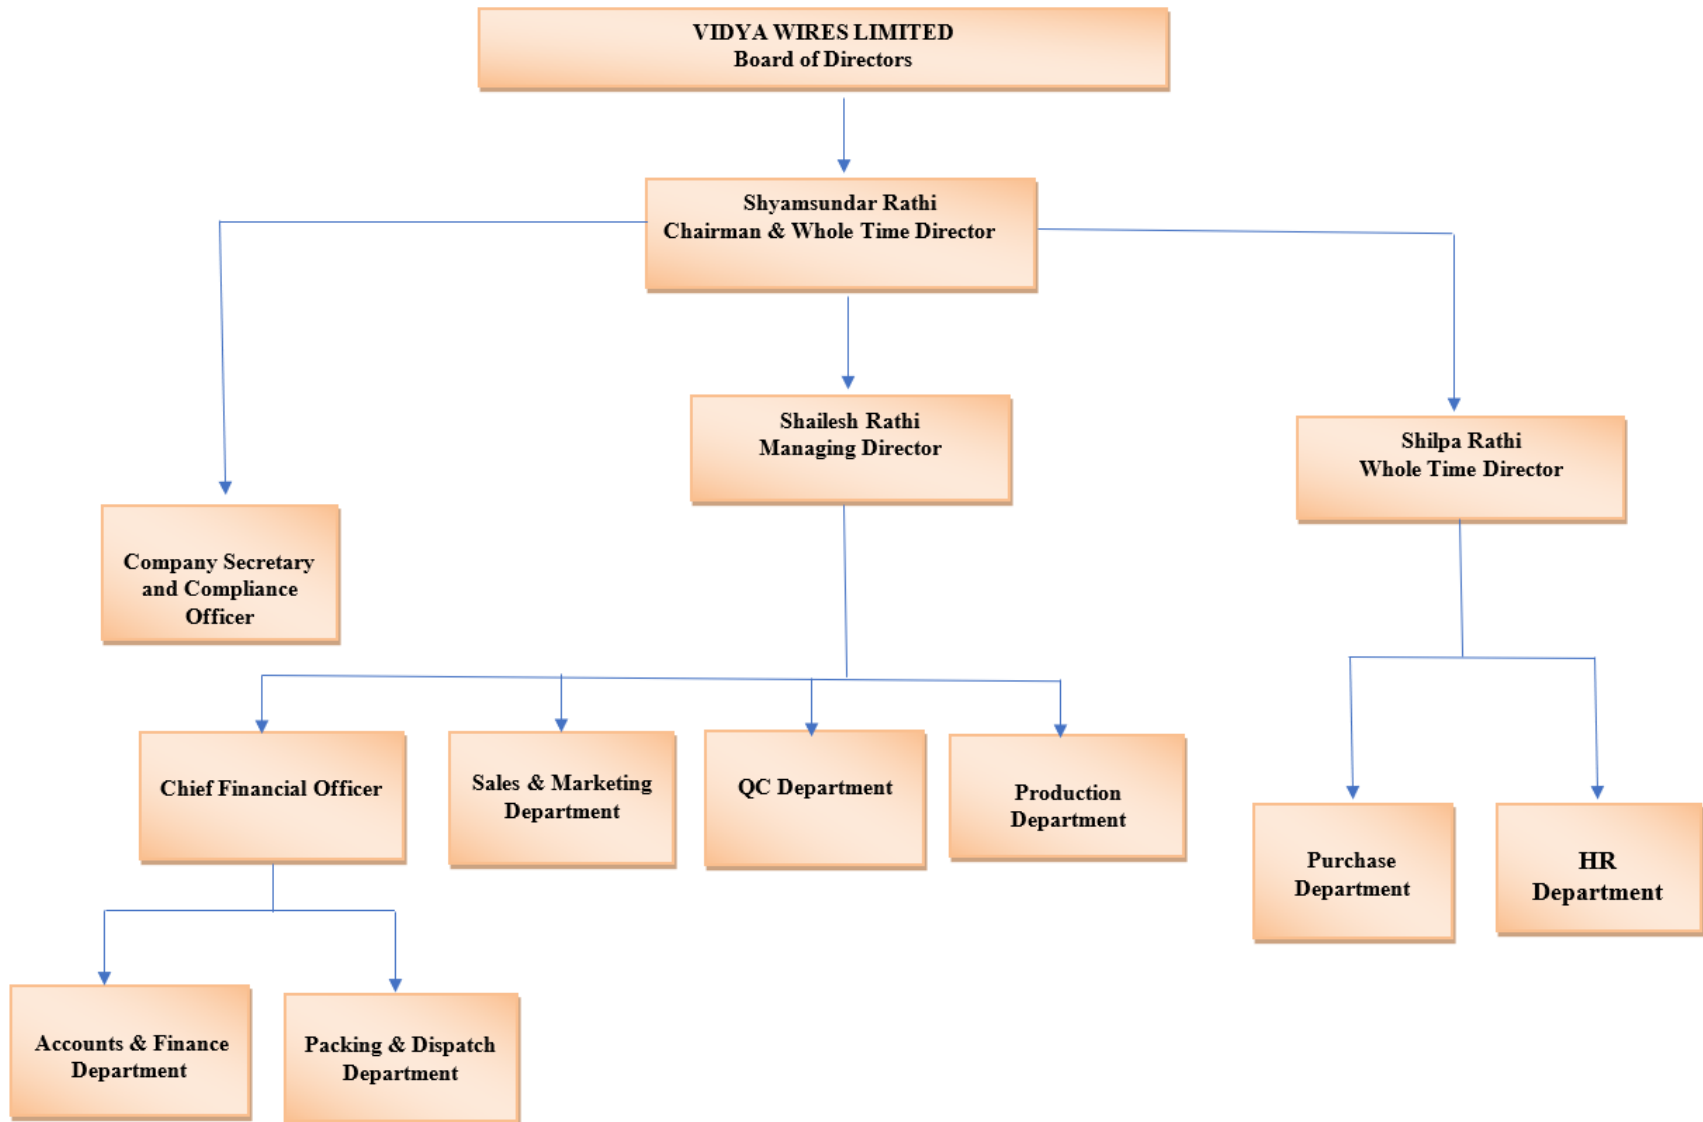 VIDYA WIRES LIMITED
Board of Directors
Shyamsundar Rathi
Chairman & Whole Time Director
Shailesh Rathi
Managing Director
Shilpa Rathi
Whole Time Director
Company Secretary
and Compliance
Officer
Chief Financial Officer
Sales & Marketing
Department
QC Department
Production
Department
Purchase
Department
HR
Department
Accounts & Finance
Department
Packing & Dispatch
Department